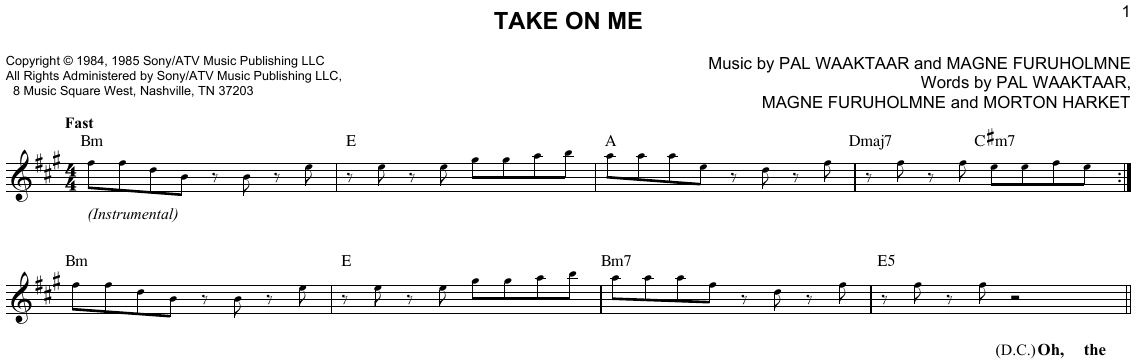 1
TAKE ON ME
Copyright © 1984, 1985 Sony/ATV Music Publishing LLC
All Rights Administered by Sony/ATV Music Publishing LLC,
8 Music Square West, Nashville, TN 37203
Music by PAL WAAKTAAR and MAGNE FURUHOLMNE
Words by PAL WAAKTAAR,
MAGNE FURUHOLMNE and MORTON HARKET
Fast
Bm E A Dmaj7 C♯m7
4
4
(Instrumental)
Bm E Bm7 E5
(D.C.) Oh, the